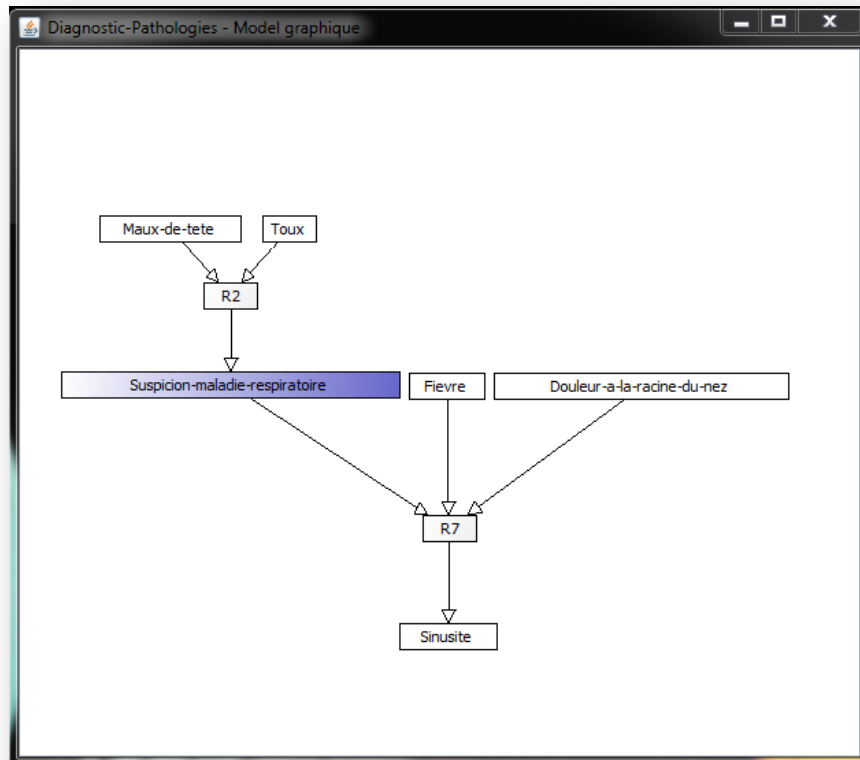 Diagnostic-Pathologies - Model graphique
Maux-de-tete
Toux
R2
Suspicion-maladie-respiratoire
Fievre
Douleur-a-la-racine-du-nez
R7
Sinusite